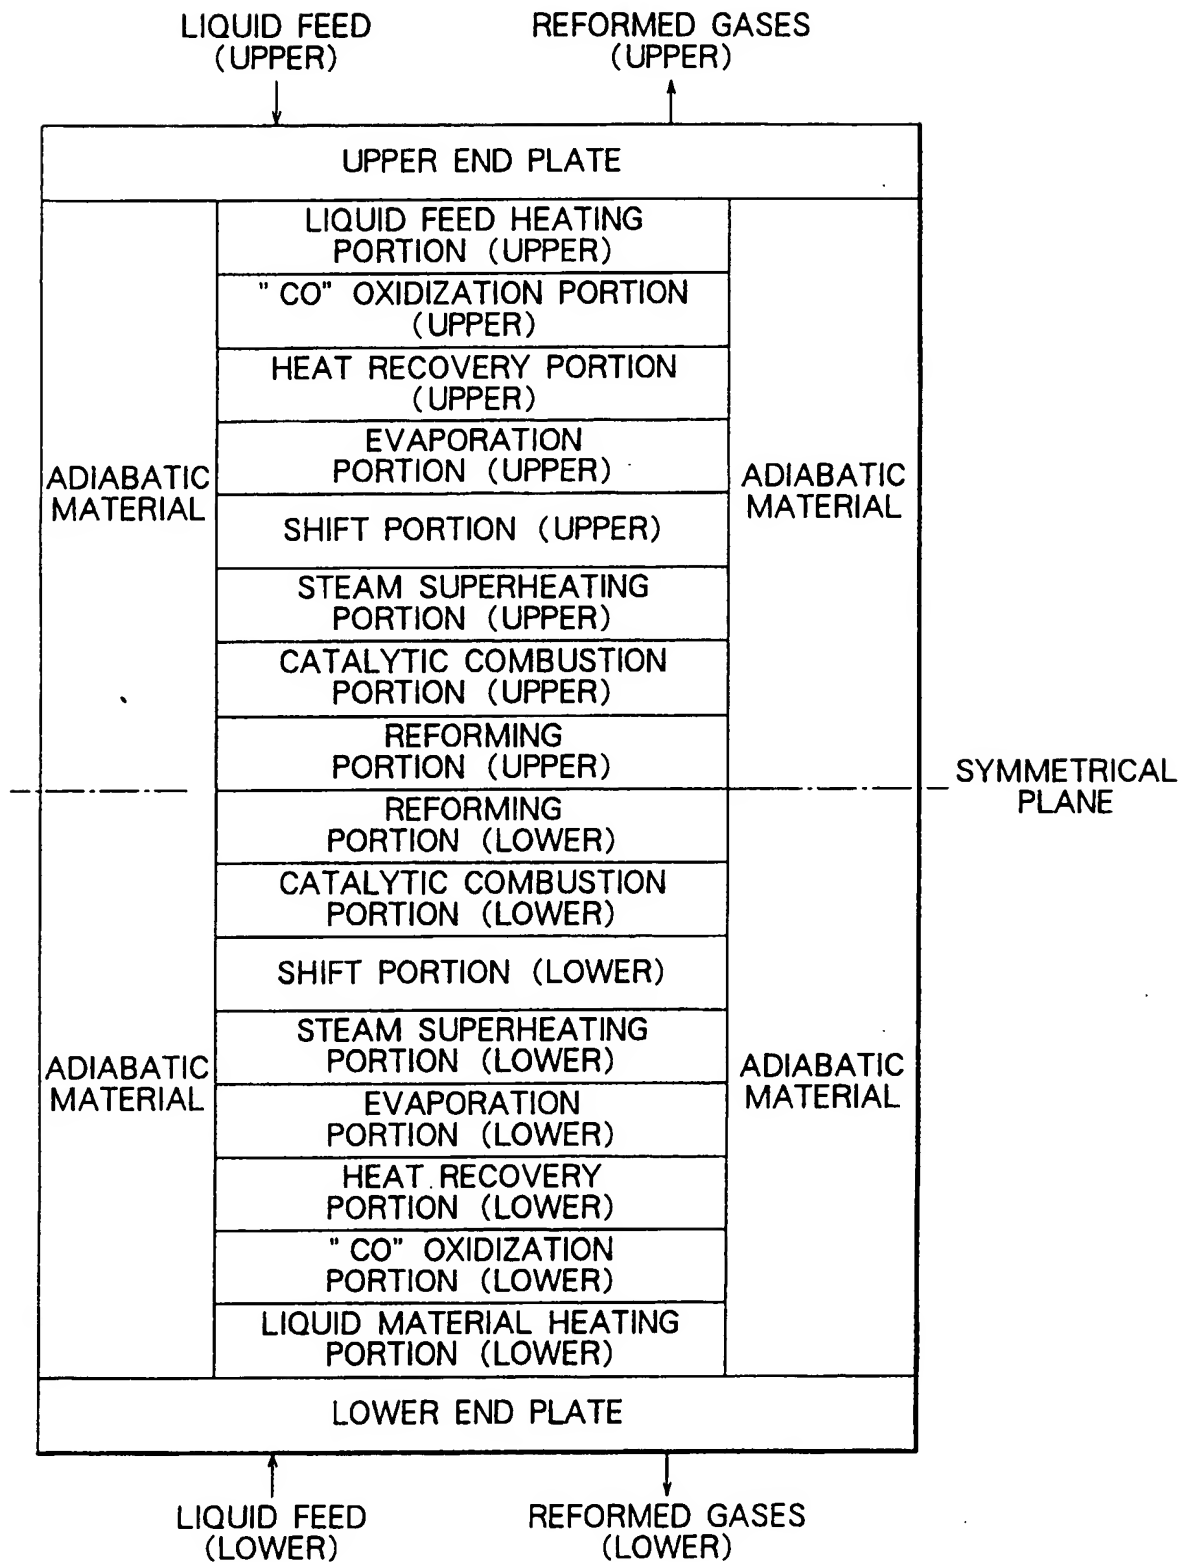 LIQUID FEED
(UPPER)
REFORMED GASES
(UPPER)
UPPER END PLATE
LIQUID FEED HEATING
PORTION (UPPER)
"CO" OXIDIZATION PORTION
(UPPER)
HEAT RECOVERY PORTION
(UPPER)
EVAPORATION
PORTION (UPPER)
ADIABATIC
MATERIAL
ADIABATIC
MATERIAL
SHIFT PORTION (UPPER)
STEAM SUPERHEATING
PORTION (UPPER)
CATALYTIC COMBUSTION
PORTION (UPPER)
REFORMING
PORTION (UPPER)
SYMMETRICAL
PLANE
REFORMING
PORTION (LOWER)
CATALYTIC COMBUSTION
PORTION (LOWER)
SHIFT PORTION (LOWER)
STEAM SUPERHEATING
PORTION (LOWER)
ADIABATIC
MATERIAL
ADIABATIC
MATERIAL
EVAPORATION
PORTION (LOWER)
HEAT RECOVERY
PORTION (LOWER)
"CO" OXIDIZATION
PORTION (LOWER)
LIQUID MATERIAL HEATING
PORTION (LOWER)
LOWER END PLATE
LIQUID FEED
(LOWER)
REFORMED GASES
(LOWER)